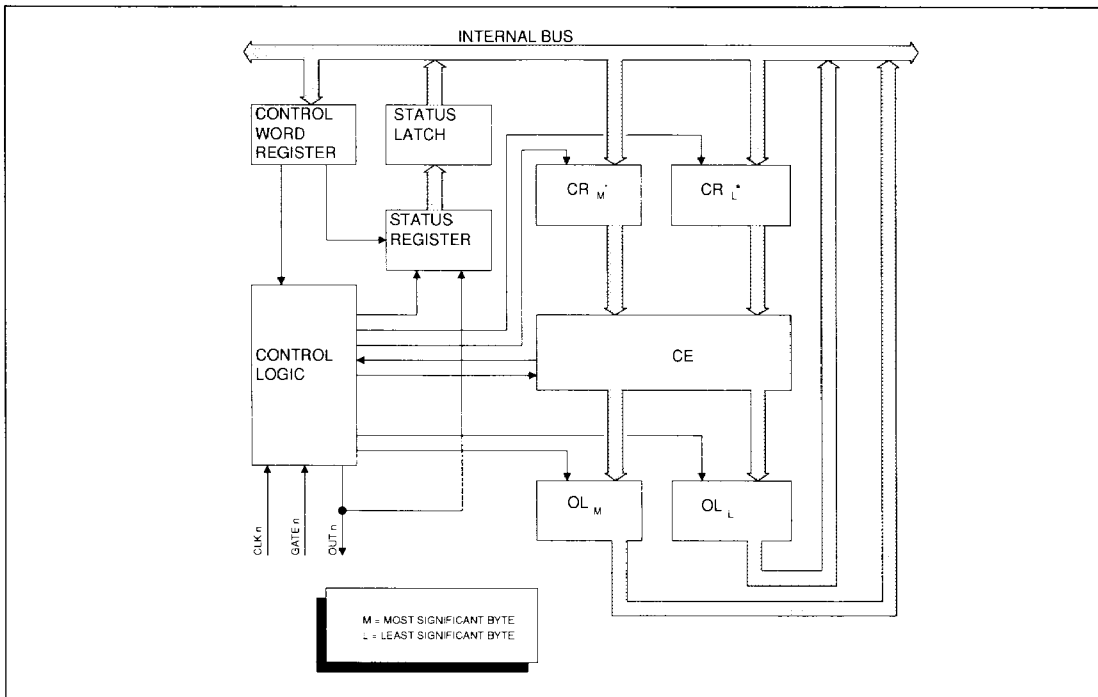 INTERNAL BUS
CONTROL
WORD
REGISTER
STATUS
LATCH
CR M*
CR L*
STATUS
REGISTER
CONTROL
LOGIC
CE
OL M
OL L
CLK n
GATE n
OUT n
M = MOST SIGNIFICANT BYTE
L = LEAST SIGNIFICANT BYTE